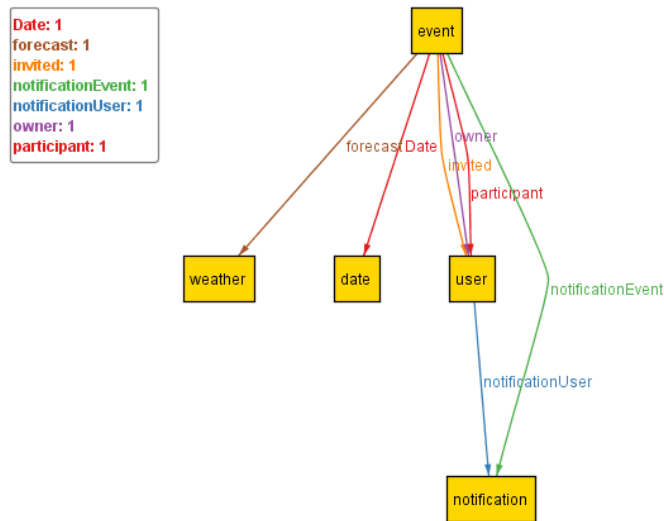 Date: 1
forecast: 1
invited: 1
notificationEvent: 1
notificationUser: 1
owner: 1
participant: 1
event
forecast
Date
owner
invited
participant
weather
date
user
notificationEvent
notificationUser
notification